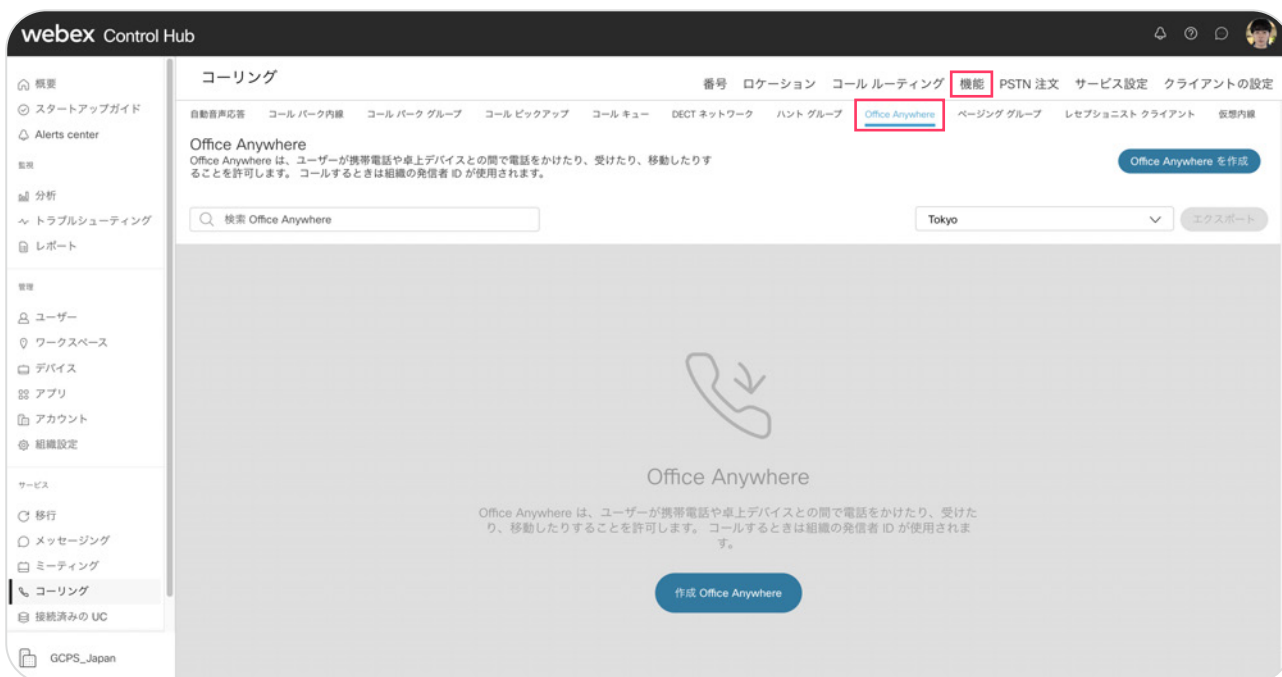 webex Control Hub
概要
スタートアップガイド
Alerts center
監視
分析
トラブルシューティング
レポート
管理
ユーザー
ワークスペース
デバイス
アプリ
アカウント
組織設定
サービス
移行
メッセージング
ミーティング
コーリング
接続済みの UC
GCPS_Japan
コーリング
番号 ロケーション コール ルーティング 機能 PSTN 注文 サービス設定 クライアントの設定
自動音声応答 コール パーク内線 コール パーク グループ コール ピックアップ コール キュー DECT ネットワーク ハント グループ Office Anywhere ページング グループ レセプショニスト クライアント 仮想内線
Office Anywhere
Office Anywhere は、ユーザーが携帯電話や卓上デバイスとの間で電話をかけたり、受けたり、移動したりす
ることを許可します。 コールするときは組織の発信者 ID が使用されます。
Office Anywhere を作成
検索 Office Anywhere
Tokyo
エクスポート
Office Anywhere
Office Anywhere は、ユーザーが携帯電話や卓上デバイスとの間で電話をかけたり、受けた
り、移動したりすることを許可します。 コールするときは組織の発信者 ID が使用されま
す。
作成 Office Anywhere